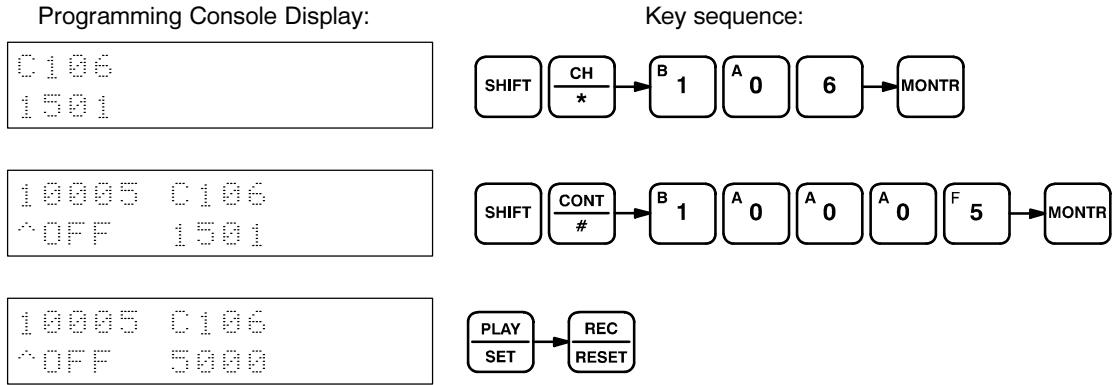 Programming Console Display: Key sequence:
C106
1501
SHIFT CH * B 1 A 0 6 MONTR
10005 C106
^OFF 1501
SHIFT CONT # B 1 A 0 A 0 A 0 F 5 MONTR
10005 C106
^OFF 5000
PLAY SET REC RESET